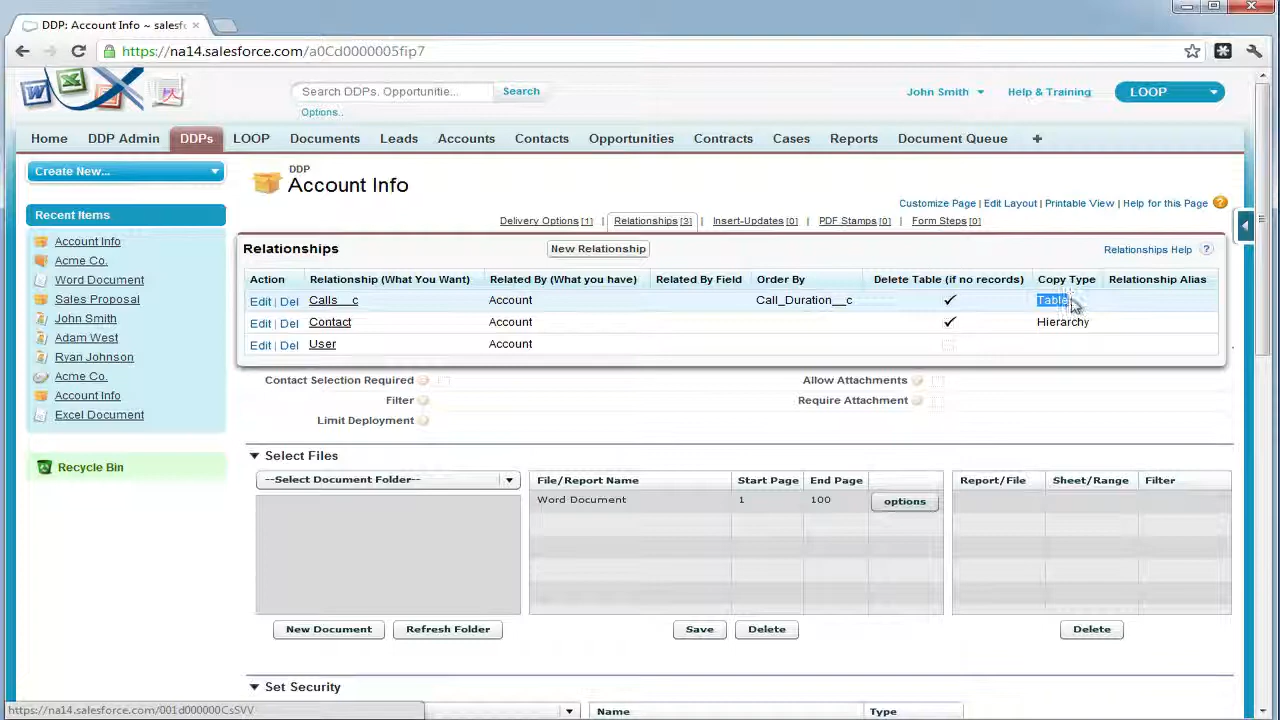 DDP: Account Info ~ salesfc
https://na14.salesforce.com/a0Cd0000005fip7
Search DDPs, Opportunitie... Search
Options..
John Smith Help & Training LOOP
Home DDP Admin DDPs LOOP Documents Leads Accounts Contacts Opportunities Contracts Cases Reports Document Queue +
Create New...
DDP
Account Info
Customize Page | Edit Layout | Printable View | Help for this Page ?
Delivery Options [1] | Relationships [3] | Insert-Updates [0] | PDF Stamps [0] | Form Steps [0]
Recent Items
Account Info
Acme Co.
Word Document
Sales Proposal
John Smith
Adam West
Ryan Johnson
Acme Co.
Account Info
Excel Document
Recycle Bin
Relationships New Relationship Relationships Help ?
Action Relationship (What You Want) Related By (What you have) Related By Field Order By Delete Table (if no records) Copy Type Relationship Alias
Edit | Del Calls__c Account Call_Duration__c ✓ Table
Edit | Del Contact Account ✓ Hierarchy
Edit | Del User Account
Contact Selection Required Allow Attachments
Filter Require Attachment
Limit Deployment
Select Files
--Select Document Folder--
File/Report Name Start Page End Page
Word Document 1 100 options
Report/File Sheet/Range Filter
New Document Refresh Folder Save Delete Delete
Set Security
Name Type
https://na14.salesforce.com/001d000000CsSVV